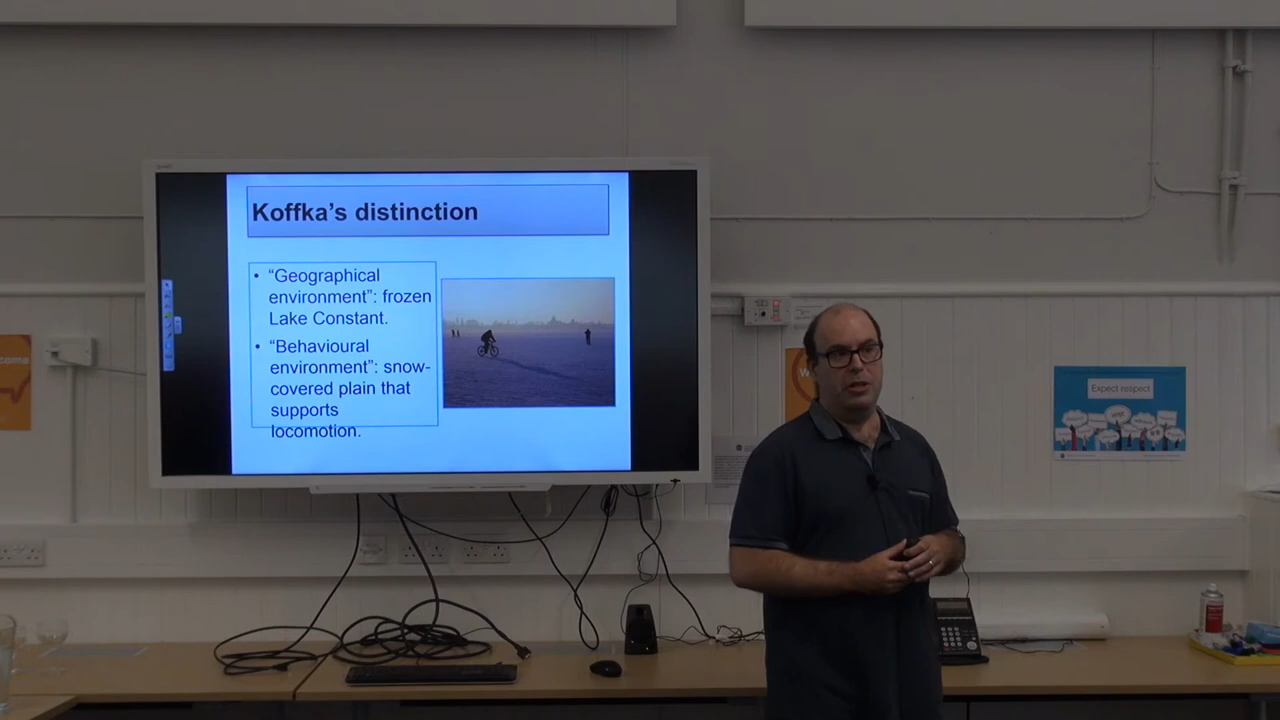 Koffka’s distinction
• “Geographical
environment”: frozen
Lake Constant.
• “Behavioural
environment”: snow-
covered plain that
supports
locomotion.
Expect respect